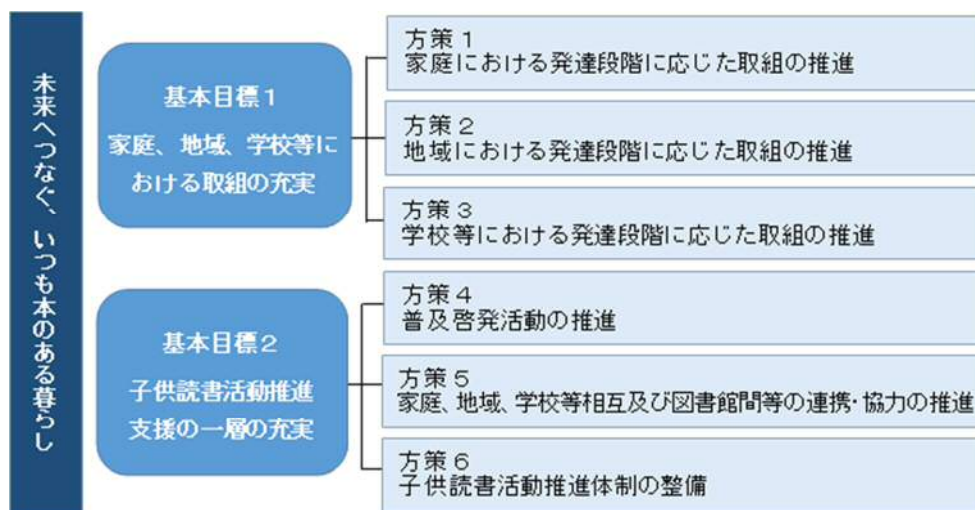 未来へつなぐ、いつも本のある暮らし
基本目標１
家庭、地域、学校等に
おける取組の充実
方策１
家庭における発達段階に応じた取組の推進
方策２
地域における発達段階に応じた取組の推進
方策３
学校等における発達段階に応じた取組の推進
基本目標２
子供読書活動推進
支援の一層の充実
方策４
普及啓発活動の推進
方策５
家庭、地域、学校等相互及び図書館間等の連携･協力の推進
方策６
子供読書活動推進体制の整備